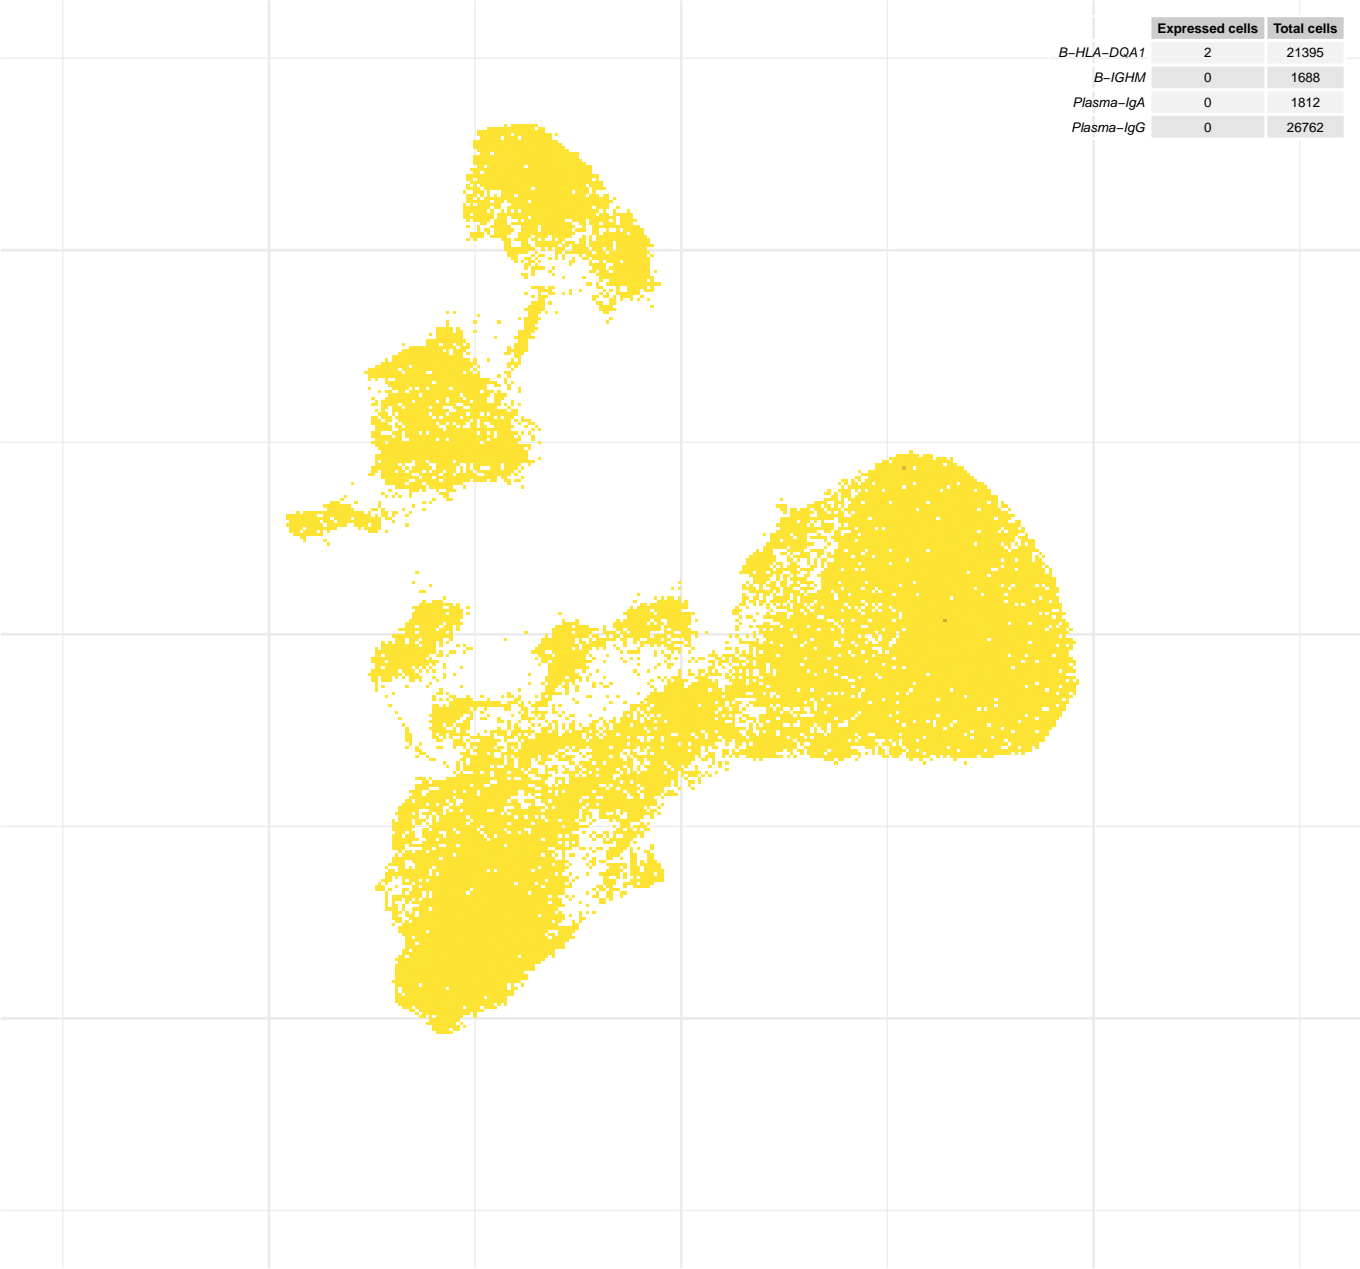 Expressed cells Total cells
B−HLA−DQA1 2 21395
B−IGHM 0 1688
Plasma−IgA 0 1812
Plasma−IgG 0 26762